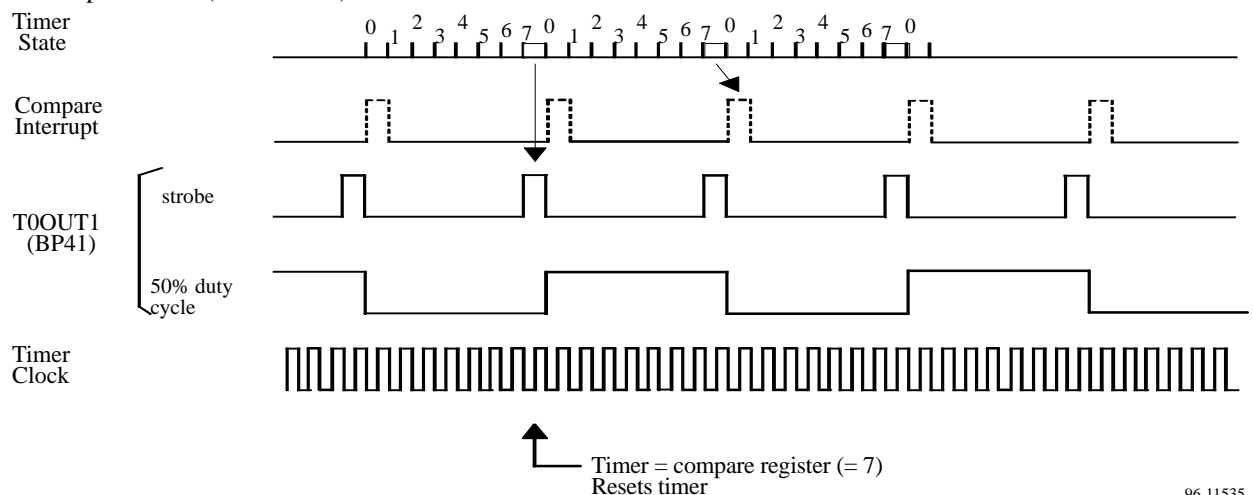 Timer
State
0 1 2 3 4 5 6 7 0 1 2 3 4 5 6 7 0 1 2 3 4 5 6 7 0
Compare
Interrupt
strobe
T0OUT1
(BP41)
50% duty
cycle
Timer
Clock
Timer = compare register (= 7)
Resets timer
96 11535